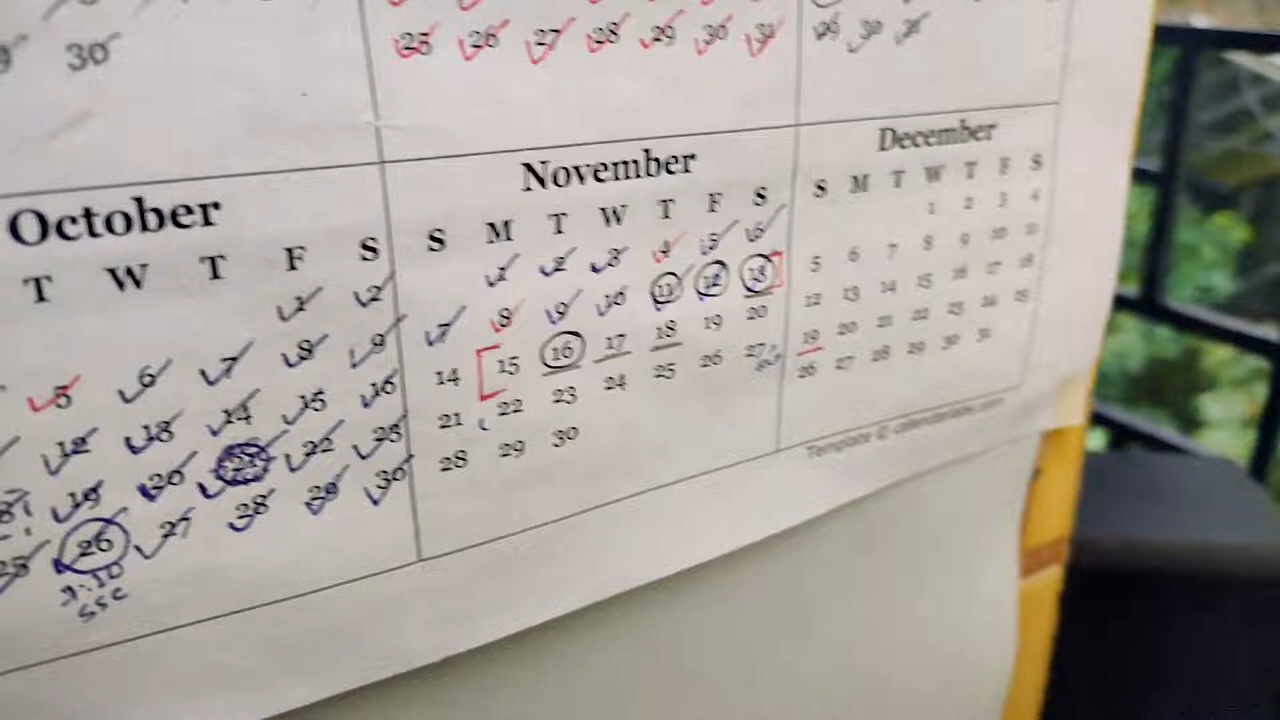 30
25 26 27 28 29 30 31
29 30 31
October
T W T F S
1 2
5 6 7 8 9
12 13 14 15 16
19 20 21 22 23
25 26 27 28 29 30
9:30
SSC
November
S M T W T F S
1 2 3 4 5 6
7 8 9 10 11 12 13
14 15 16 17 18 19 20
21 22 23 24 25 26 27
28 29 30
December
S M T W T F S
1 2 3 4
5 6 7 8 9 10 11
12 13 14 15 16 17 18
19 20 21 22 23 24 25
26 27 28 29 30 31
Template ©